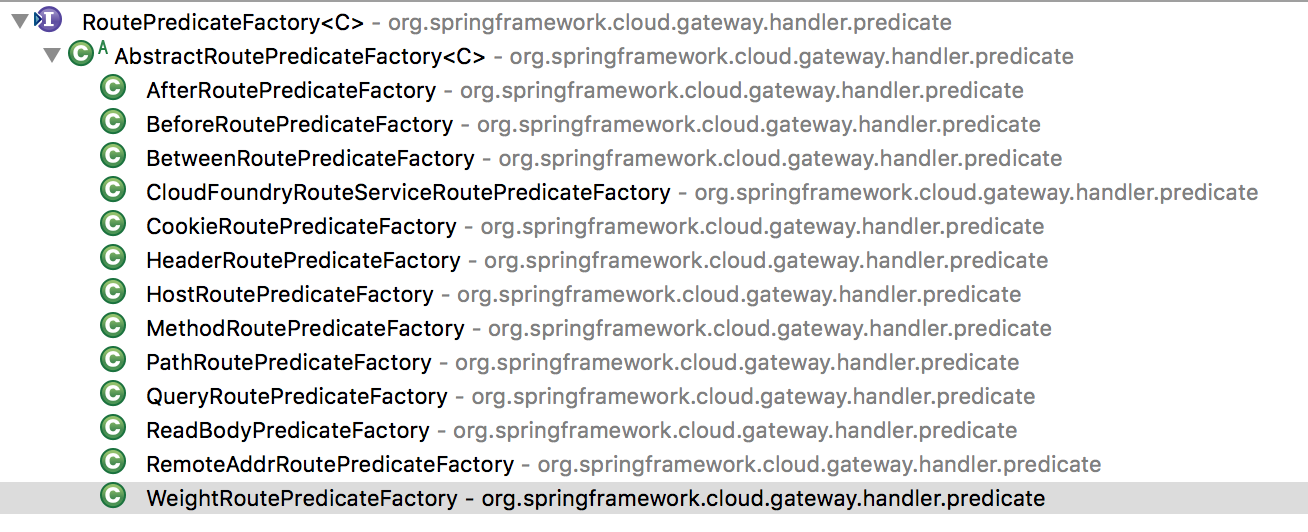 I RoutePredicateFactory<C> - org.springframework.cloud.gateway.handler.predicate
C A AbstractRoutePredicateFactory<C> - org.springframework.cloud.gateway.handler.predicate
C AfterRoutePredicateFactory - org.springframework.cloud.gateway.handler.predicate
C BeforeRoutePredicateFactory - org.springframework.cloud.gateway.handler.predicate
C BetweenRoutePredicateFactory - org.springframework.cloud.gateway.handler.predicate
C CloudFoundryRouteServiceRoutePredicateFactory - org.springframework.cloud.gateway.handler.predicate
C CookieRoutePredicateFactory - org.springframework.cloud.gateway.handler.predicate
C HeaderRoutePredicateFactory - org.springframework.cloud.gateway.handler.predicate
C HostRoutePredicateFactory - org.springframework.cloud.gateway.handler.predicate
C MethodRoutePredicateFactory - org.springframework.cloud.gateway.handler.predicate
C PathRoutePredicateFactory - org.springframework.cloud.gateway.handler.predicate
C QueryRoutePredicateFactory - org.springframework.cloud.gateway.handler.predicate
C ReadBodyPredicateFactory - org.springframework.cloud.gateway.handler.predicate
C RemoteAddrRoutePredicateFactory - org.springframework.cloud.gateway.handler.predicate
C WeightRoutePredicateFactory - org.springframework.cloud.gateway.handler.predicate